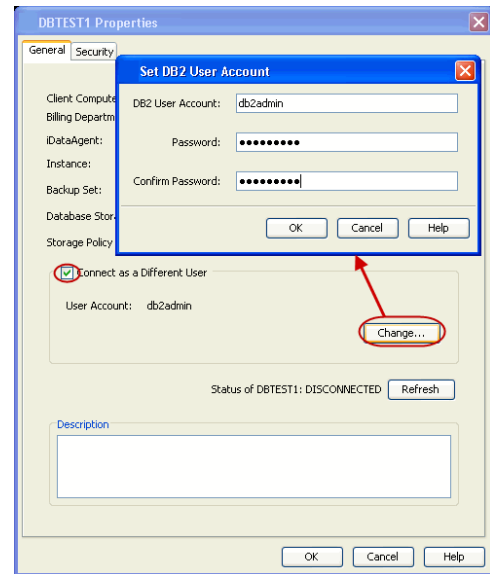 DBTEST1 Properties
General Security
Set DB2 User Account
Client Compute
Billing Departm
iDataAgent:
Instance:
Backup Set:
Database Stor
Storage Policy
DB2 User Account: db2admin
Password: ●●●●●●●●●
Confirm Password: ●●●●●●●●●
OK Cancel Help
Connect as a Different User
User Account: db2admin
Change...
Status of DBTEST1: DISCONNECTED Refresh
Description
OK Cancel Help